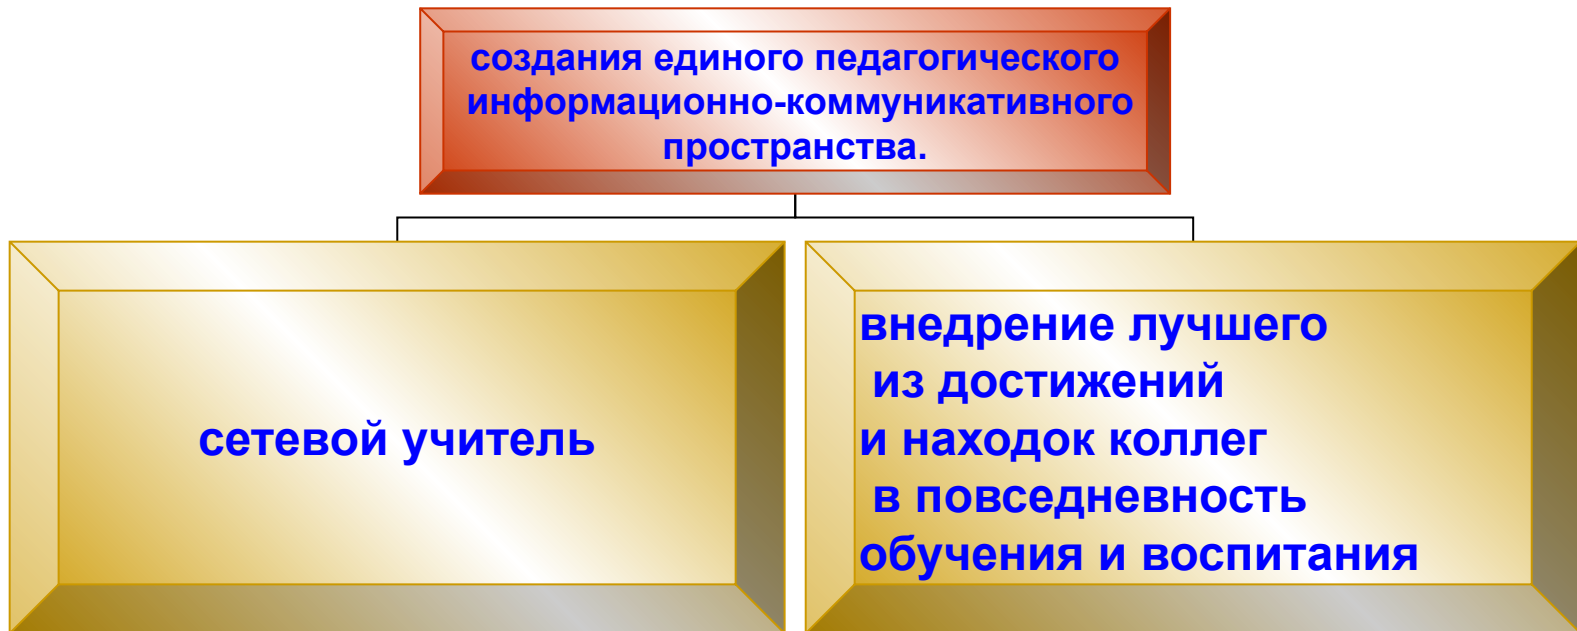 создания единого педагогического
информационно-коммуникативного
пространства.
сетевой учитель
внедрение лучшего
из достижений
и находок коллег
в повседневность
обучения и воспитания